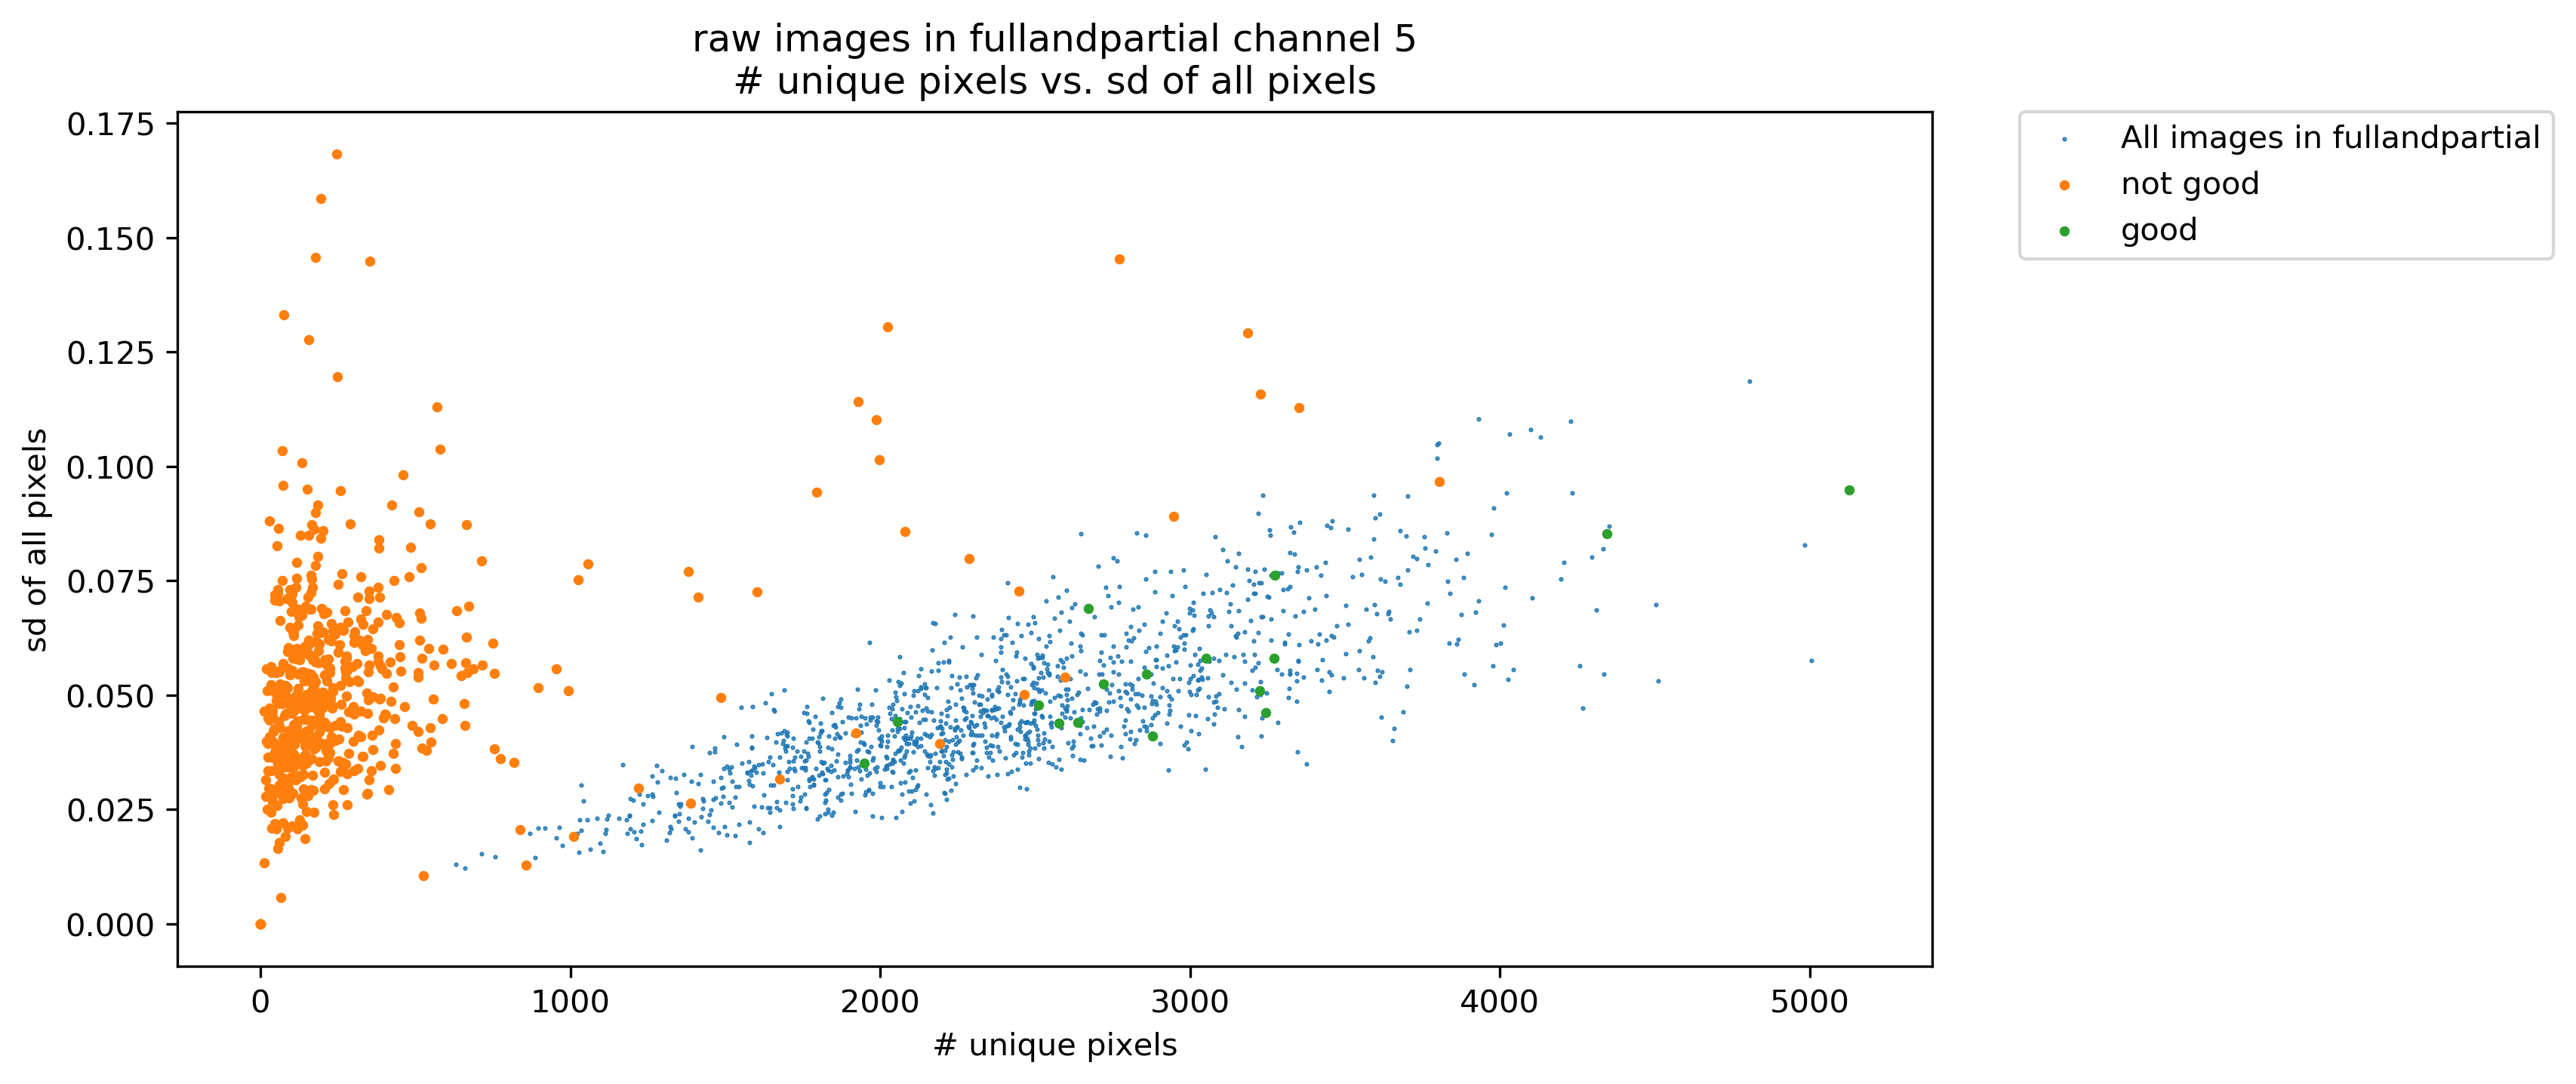 raw images in fullandpartial channel 5
# unique pixels vs. sd of all pixels
0.175
0.150
0.125
0.100
0.075
0.050
0.025
0.000
sd of all pixels
0
1000
2000
3000
4000
5000
# unique pixels
All images in fullandpartial
not good
good